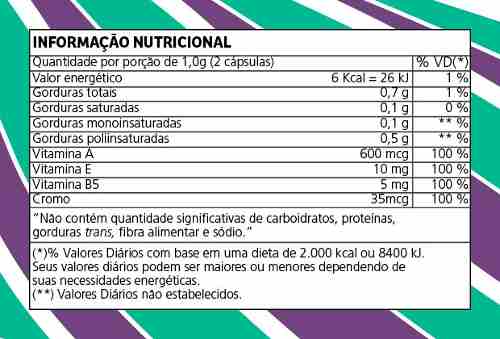 INFORMAÇÃO NUTRICIONAL
Quantidade por porção de 1,0g (2 cápsulas) % VD(*)
Valor energético 6 Kcal = 26 kJ 1 %
Gorduras totais 0,7 g 1 %
Gorduras saturadas 0,1 g 0 %
Gorduras monoinsaturadas 0,1 g ** %
Gorduras poliinsaturadas 0,5 g ** %
Vitamina A 600 mcg 100 %
Vitamina E 10 mg 100 %
Vitamina B5 5 mg 100 %
Cromo 35mcg 100 %
“Não contém quantidade significativas de carboidratos, proteínas,
gorduras trans, fibra alimentar e sódio.”
(*)% Valores Diários com base em uma dieta de 2.000 kcal ou 8400 kJ.
Seus valores diários podem ser maiores ou menores dependendo de
suas necessidades energéticas.
(**) Valores Diários não estabelecidos.